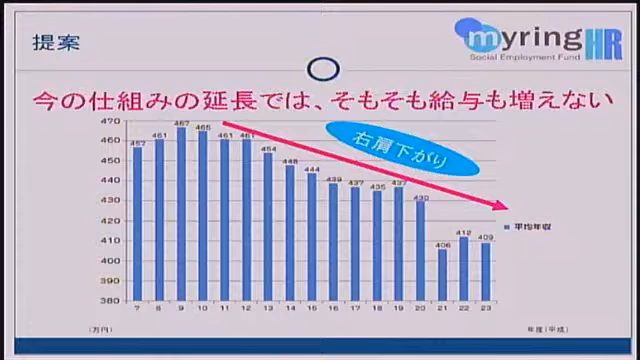 提案
myringHR
Social Employment Fund
今の仕組みの延長では、そもそも給与も増えない
右肩下がり
470
460
450
440
430
420
410
400
390
380
457 461 467 465 461 461 454 448 444 439 437 435 437 430 406 412 409
平均年収
7 8 9 10 11 12 13 14 15 16 17 18 19 20 21 22 23
(万円)
年度(平成)